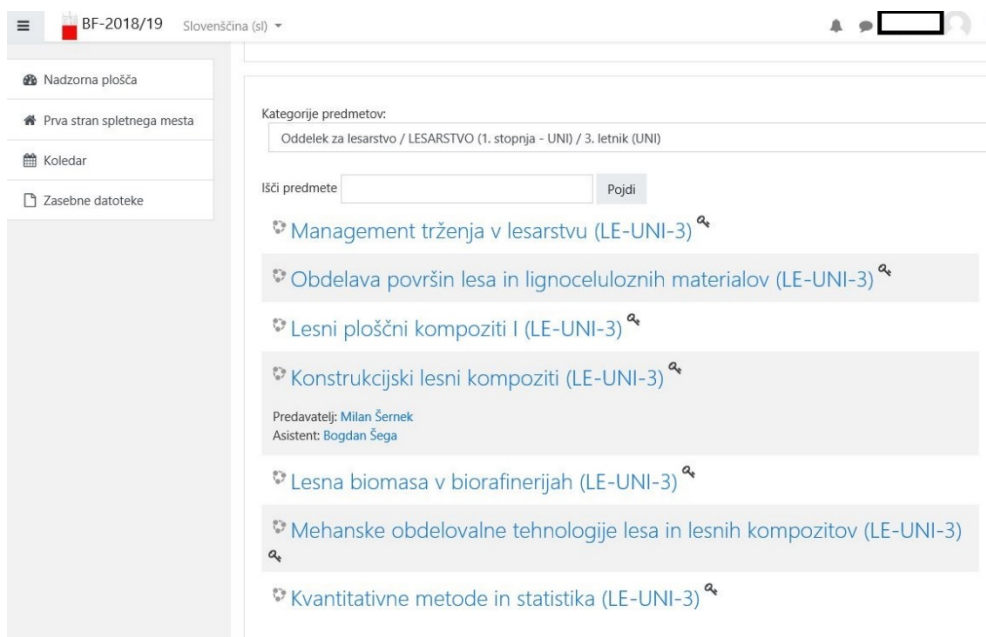 BF-2018/19 Slovenščina (sl)
Nadzorna plošča
Prva stran spletnega mesta
Koledar
Zasebne datoteke
Kategorije predmetov:
Oddelek za lesarstvo / LESARSTVO (1. stopnja - UNI) / 3. letnik (UNI)
Išči predmete Pojdi
Management trženja v lesarstvu (LE-UNI-3)
Obdelava površin lesa in lignoceluloznih materialov (LE-UNI-3)
Lesni ploščni kompoziti I (LE-UNI-3)
Konstrukcijski lesni kompoziti (LE-UNI-3)
Predavatelj: Milan Šernek
Asistent: Bogdan Šega
Lesna biomasa v biorafinerijah (LE-UNI-3)
Mehanske obdelovalne tehnologije lesa in lesnih kompozitov (LE-UNI-3)
Kvantitativne metode in statistika (LE-UNI-3)